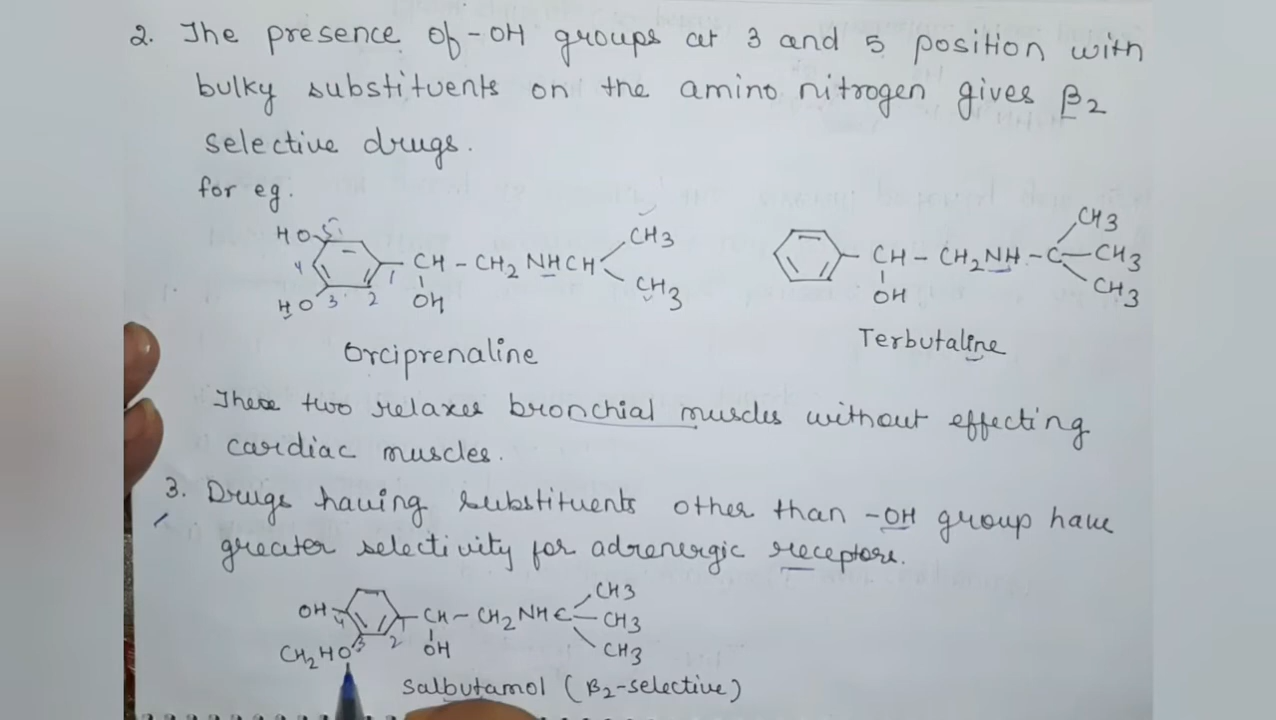 2. The presence of -OH groups at 3 and 5 position with
bulky substituents on the amino nitrogen gives β2
selective drugs.
for eg.
HO 5 4 HO 3 2 1 CH - CH2 NHCH CH3 CH3
OH
CH - CH2NH - C - CH3 CH3 CH3
OH
Orciprenaline
Terbutaline
These two relaxes bronchial muscles without effecting
cardiac muscles.
3. Drugs having substituents other than -OH group have
greater selectivity for adrenergic receptors.
OH 4 CH2HO 3 2 1 CH - CH2NHC - CH3 CH3 CH3
OH
Salbutamol (β2-selective)